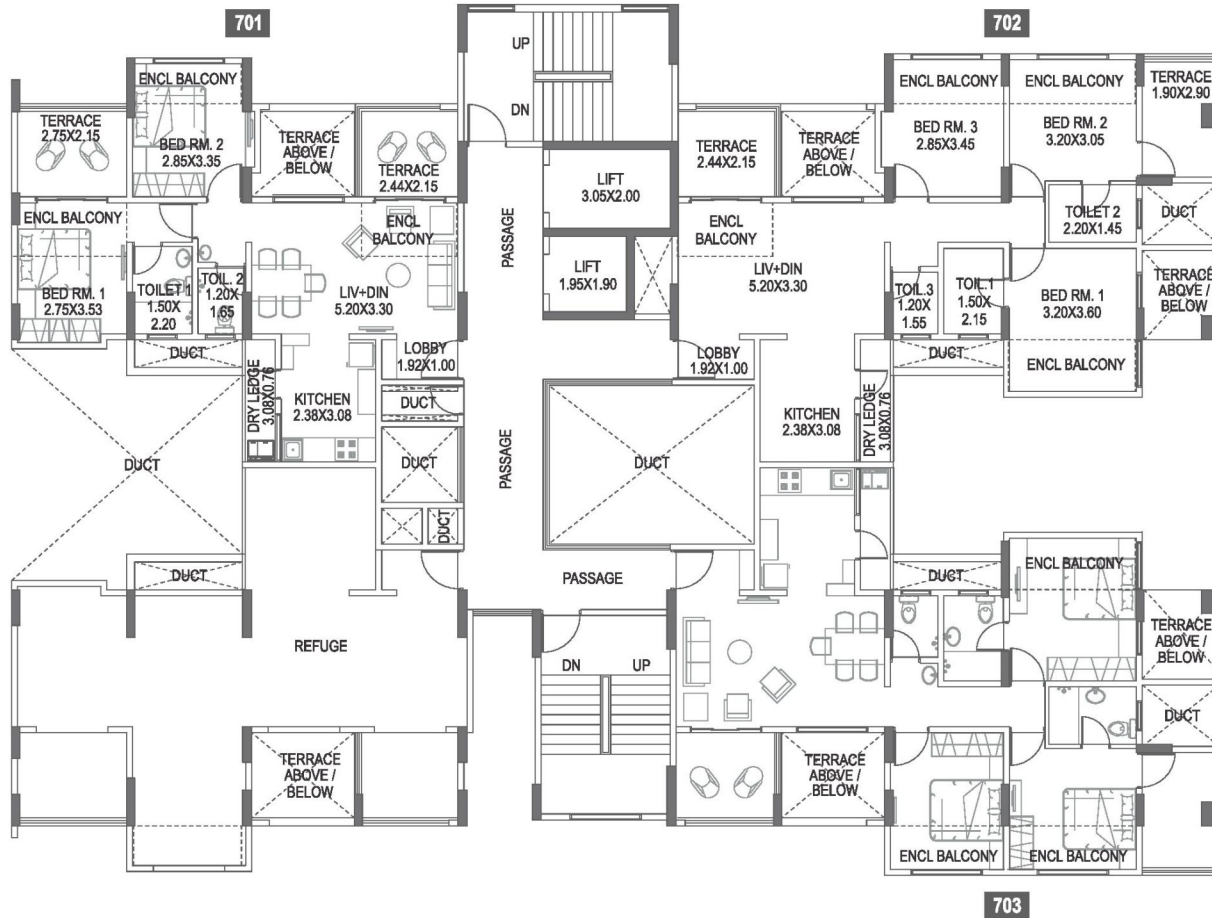 701
702
UP
DN
ENCL BALCONY
BED RM. 2
2.85X3.35
TERRACE
2.75X2.15
TERRACE
ABOVE /
BELOW
TERRACE
2.44X2.15
ENCL BALCONY
BED RM. 1
2.75X3.53
TOILET 1
1.50X
2.20
TOIL. 2
1.20X
1.65
ENCL
BALCONY
LIV+DIN
5.20X3.30
LOBBY
1.92X1.00
DUCT
DRY LEDGE
3.08X0.76
KITCHEN
2.38X3.08
DUCT
DUCT
DUCT
DUCT
DUCT
PASSAGE
LIFT
3.05X2.00
LIFT
1.95X1.90
PASSAGE
DUCT
PASSAGE
TERRACE
2.44X2.15
TERRACE
ABOVE /
BELOW
ENCL BALCONY
BED RM. 3
2.85X3.45
ENCL BALCONY
BED RM. 2
3.20X3.05
TERRACE
1.90X2.90
TOILET 2
2.20X1.45
DUCT
ENCL
BALCONY
LIV+DIN
5.20X3.30
TOIL.3
1.20X
1.55
TOIL.1
1.50X
2.15
BED RM. 1
3.20X3.60
TERRACE
ABOVE /
BELOW
LOBBY
1.92X1.00
DUCT
ENCL BALCONY
KITCHEN
2.38X3.08
DRY LEDGE
3.08X0.76
REFUGE
TERRACE
ABOVE /
BELOW
DN
UP
DUCT
ENCL BALCONY
TERRACE
ABOVE /
BELOW
DUCT
TERRACE
ABOVE /
BELOW
ENCL BALCONY
ENCL BALCONY
TERRACE
703